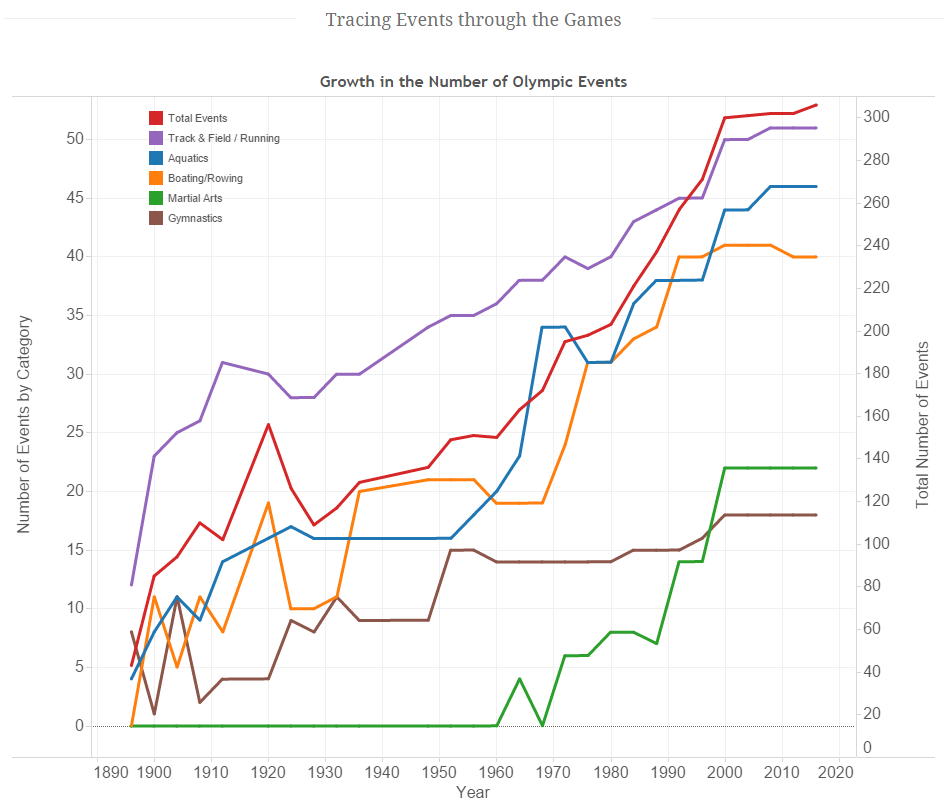 Tracing Events through the Games
Growth in the Number of Olympic Events
Total Events
Track & Field / Running
Aquatics
Boating/Rowing
Martial Arts
Gymnastics
Number of Events by Category
50
45
40
35
30
25
20
15
10
5
0
300
280
260
240
220
200
180
160
140
120
100
80
60
40
20
0
Total Number of Events
1890 1900 1910 1920 1930 1940 1950 1960 1970 1980 1990 2000 2010 2020
Year